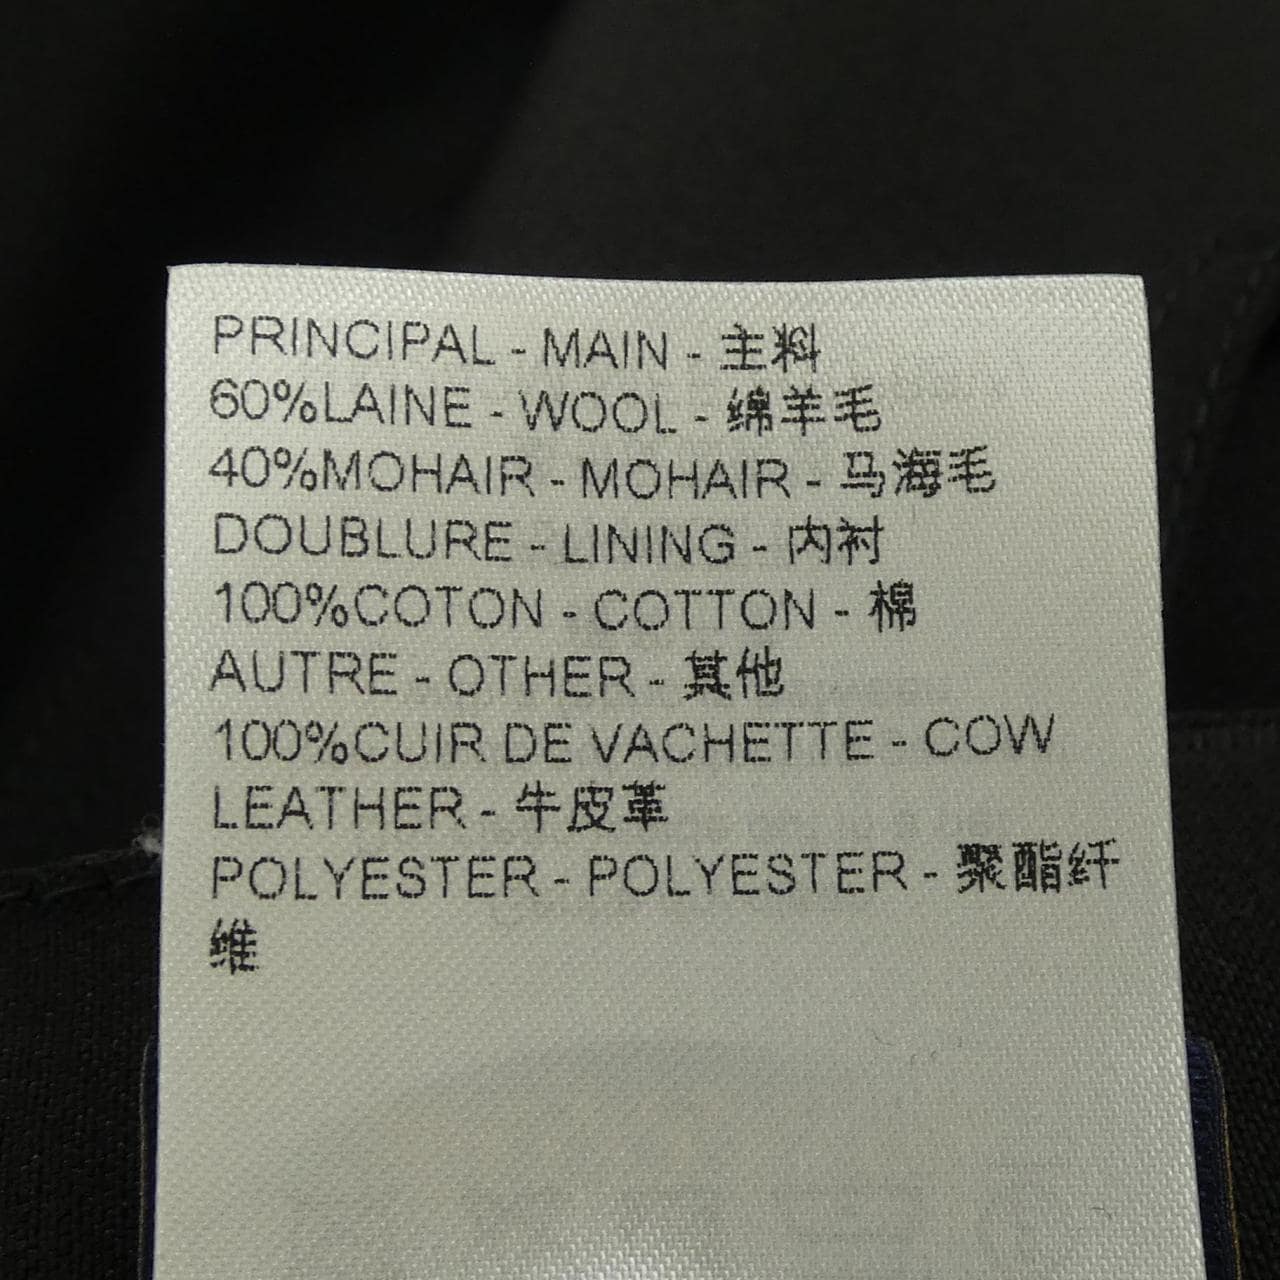 PRINCIPAL - MAIN - 主料
60%LAINE - WOOL - 绵羊毛
40%MOHAIR - MOHAIR - 马海毛
DOUBLURE - LINING - 内衬
100%COTON - COTTON - 棉
AUTRE - OTHER - 其他
100%CUIR DE VACHETTE - COW
LEATHER - 牛皮革
POLYESTER - POLYESTER - 聚酯纤
维